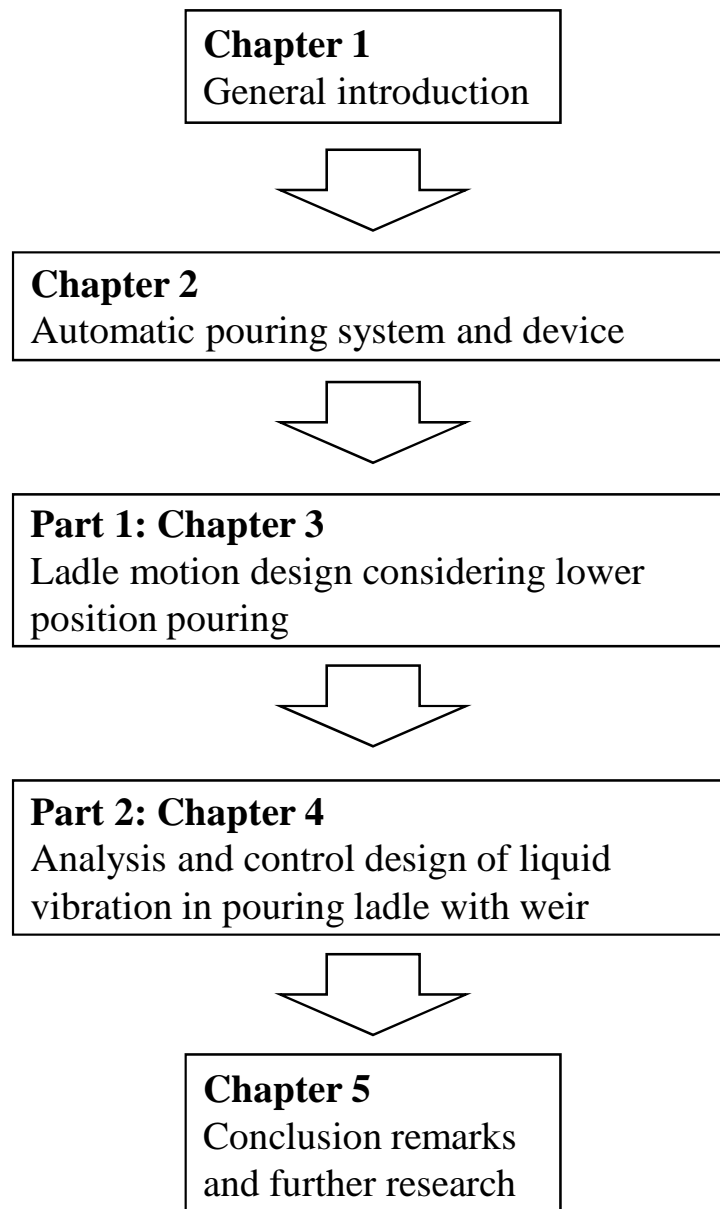 Chapter 1
General introduction
Chapter 2
Automatic pouring system and device
Part 1: Chapter 3
Ladle motion design considering lower
position pouring
Part 2: Chapter 4
Analysis and control design of liquid
vibration in pouring ladle with weir
Chapter 5
Conclusion remarks
and further research